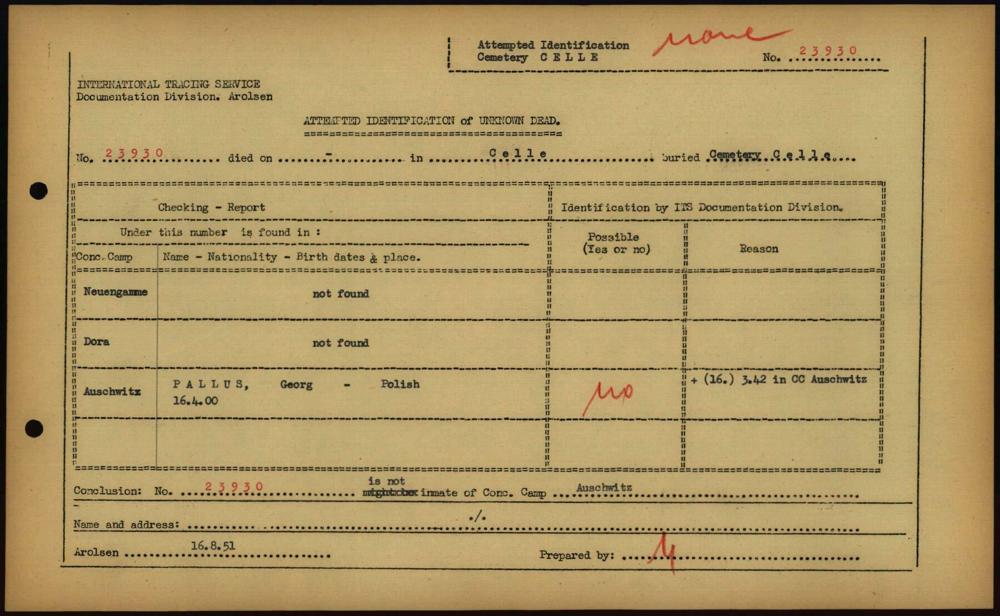 Attempted Identification none
Cemetery C E L L E No. 23930
INTERNATIONAL TRACING SERVICE
Documentation Division. Arolsen
ATTEMPTED IDENTIFICATION of UNKNOWN DEAD.
No. 23930 died on - in C e l l e buried Cemetery C e l l e
Checking - Report Identification by ITS Documentation Division.
Under this number is found in :
Possible
(Yes or no) Reason
Conc.Camp Name - Nationality - Birth dates & place.
Neuengamme not found
Dora not found
Auschwitz P A L L U S, Georg - Polish no + (16.) 3.42 in CC Auschwitz
16.4.00
is not
Conclusion: No. 23930 inmate of Conc. Camp Auschwitz
Name and address: ./.
Arolsen 16.8.51 Prepared by: